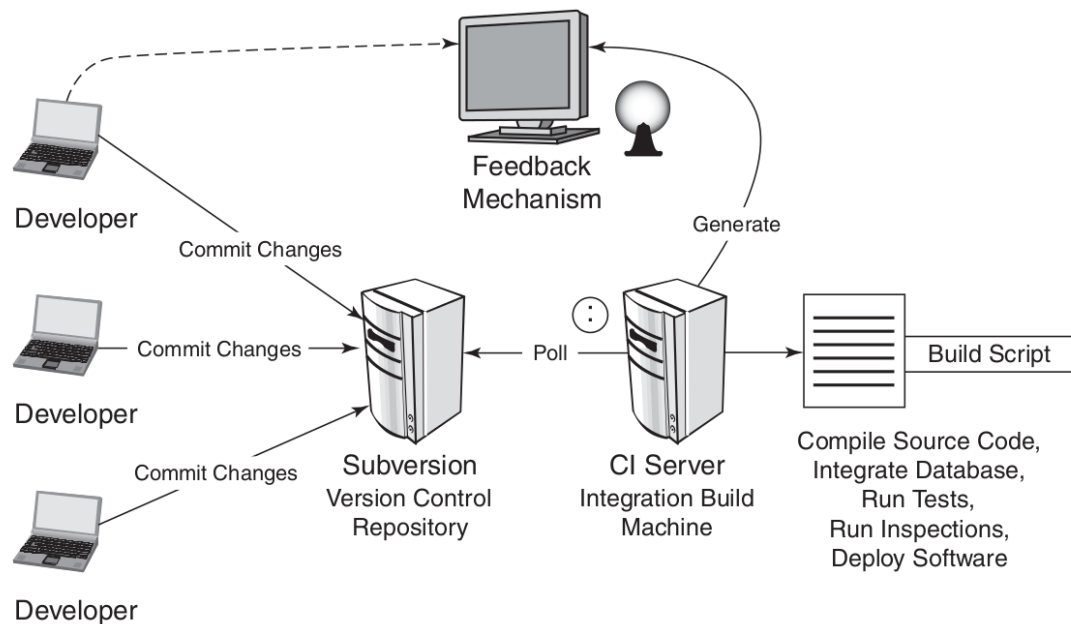 Feedback
Mechanism
Developer
Commit Changes
Generate
Developer
Commit Changes
Poll
Build Script
Commit Changes
Subversion
Version Control
Repository
CI Server
Integration Build
Machine
Compile Source Code,
Integrate Database,
Run Tests,
Run Inspections,
Deploy Software
Developer